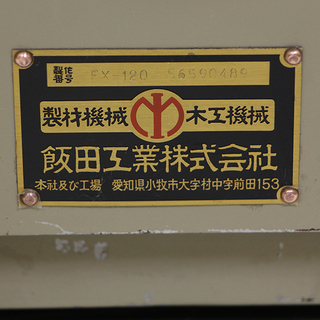 製作番号 FX-120 56590489
製材機械 木工機械
飯田工業株式会社
本社及び工場 愛知県小牧市大字村中字前田153